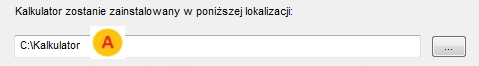 Kalkulator zostanie zainstalowany w poniższej lokalizacji:
C:\Kalkulator A ...